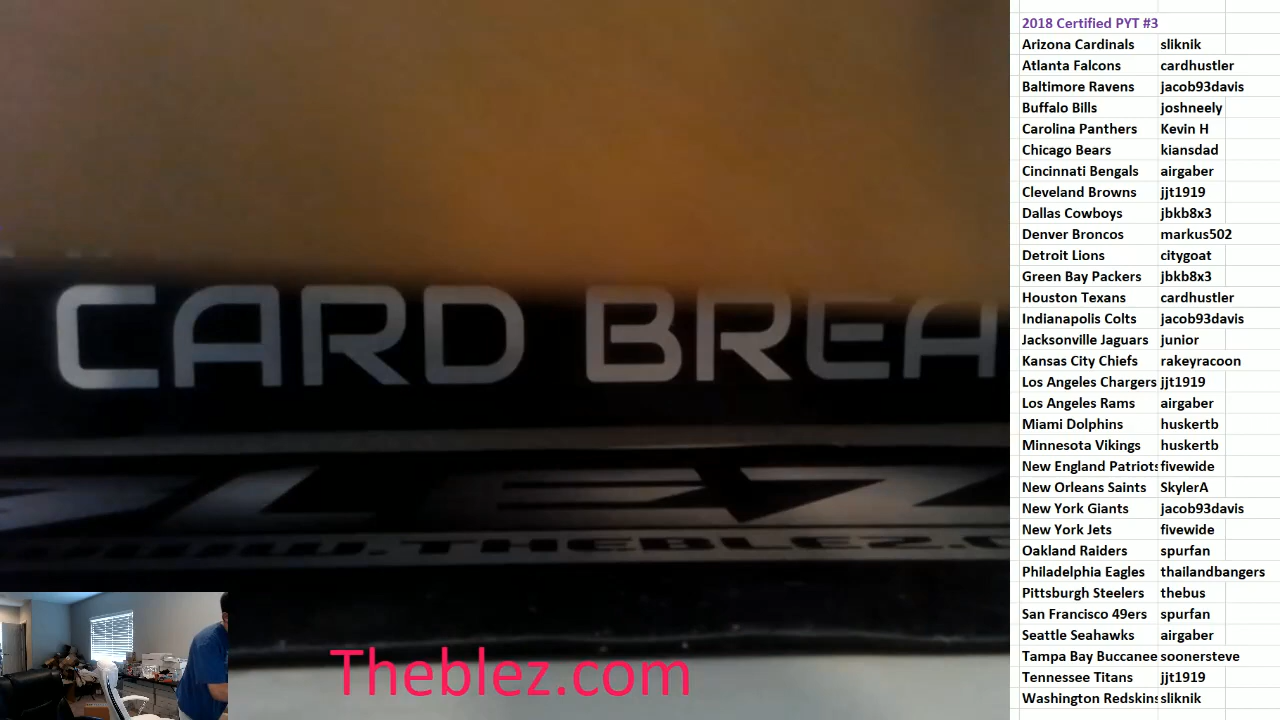 CARD BREA
LEZ
WWW.THEBLEZ.
Theblez.com
2018 Certified PYT #3
Arizona Cardinals sliknik
Atlanta Falcons cardhustler
Baltimore Ravens jacob93davis
Buffalo Bills joshneely
Carolina Panthers Kevin H
Chicago Bears kiansdad
Cincinnati Bengals airgaber
Cleveland Browns jjt1919
Dallas Cowboys jbkb8x3
Denver Broncos markus502
Detroit Lions citygoat
Green Bay Packers jbkb8x3
Houston Texans cardhustler
Indianapolis Colts jacob93davis
Jacksonville Jaguars junior
Kansas City Chiefs rakeyracoon
Los Angeles Chargers jjt1919
Los Angeles Rams airgaber
Miami Dolphins huskertb
Minnesota Vikings huskertb
New England Patriots fivewide
New Orleans Saints SkylerA
New York Giants jacob93davis
New York Jets fivewide
Oakland Raiders spurfan
Philadelphia Eagles thailandbangers
Pittsburgh Steelers thebus
San Francisco 49ers spurfan
Seattle Seahawks airgaber
Tampa Bay Buccanee soonersteve
Tennessee Titans jjt1919
Washington Redskins sliknik